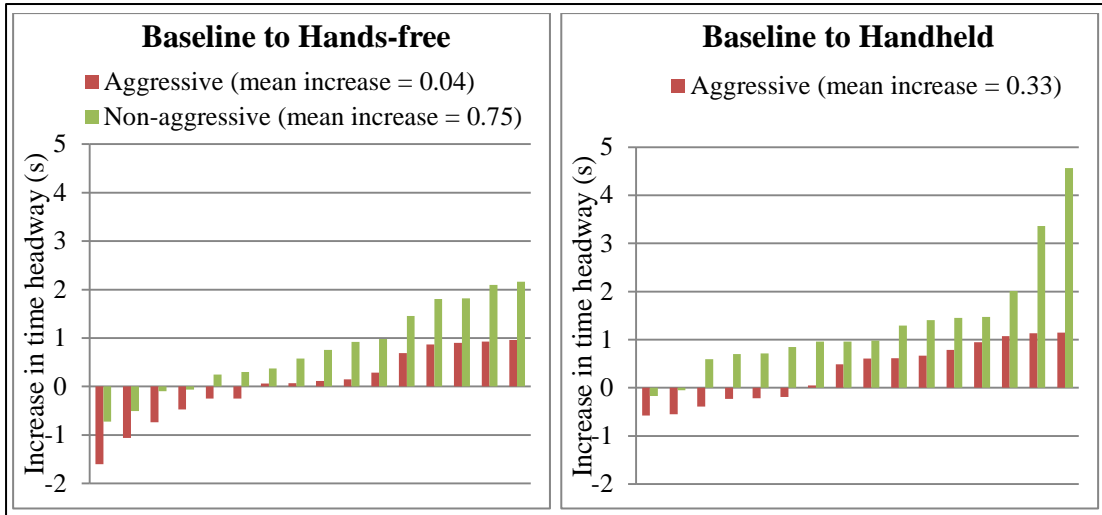 Baseline to Hands-free
Aggressive (mean increase = 0.04)
Non-aggressive (mean increase = 0.75)
Increase in time headway (s)
5
4
3
2
1
0
-1
-2
Baseline to Handheld
Aggressive (mean increase = 0.33)
Increase in time headway (s)
5
4
3
2
1
0
-1
-2